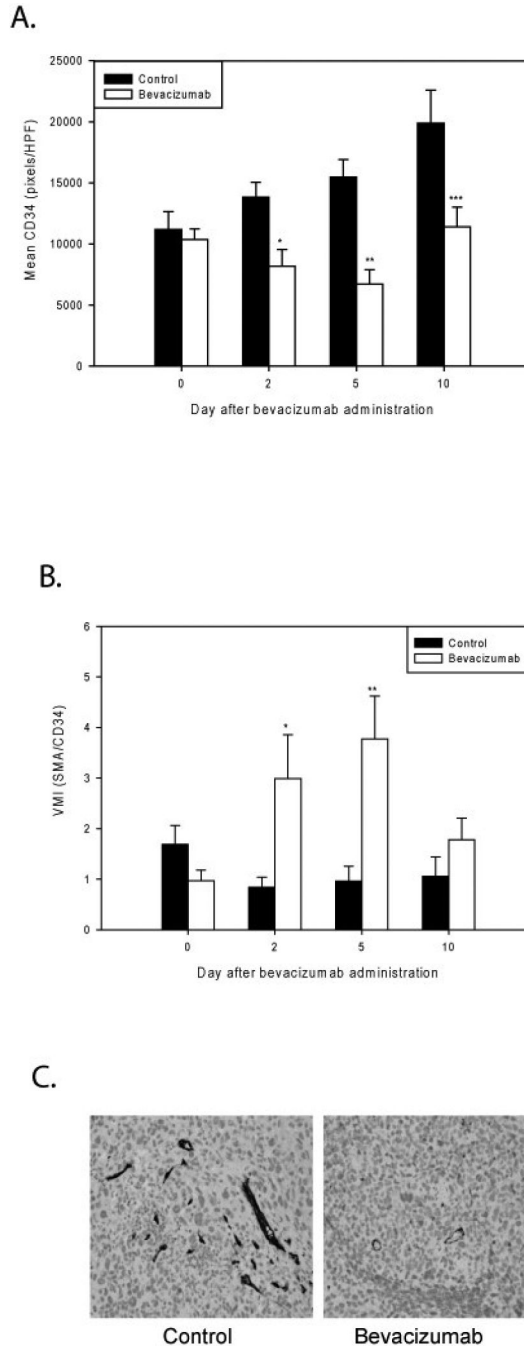 A.
25000
20000
15000
10000
5000
0
Mean CD34 (pixels/HPF)
Control
Bevacizumab
*
**
***
0 2 5 10
Day after bevacizumab administration
B.
6
5
4
3
2
1
0
VMI (SMA/CD34)
Control
Bevacizumab
*
**
0 2 5 10
Day after bevacizumab administration
C.
Control Bevacizumab